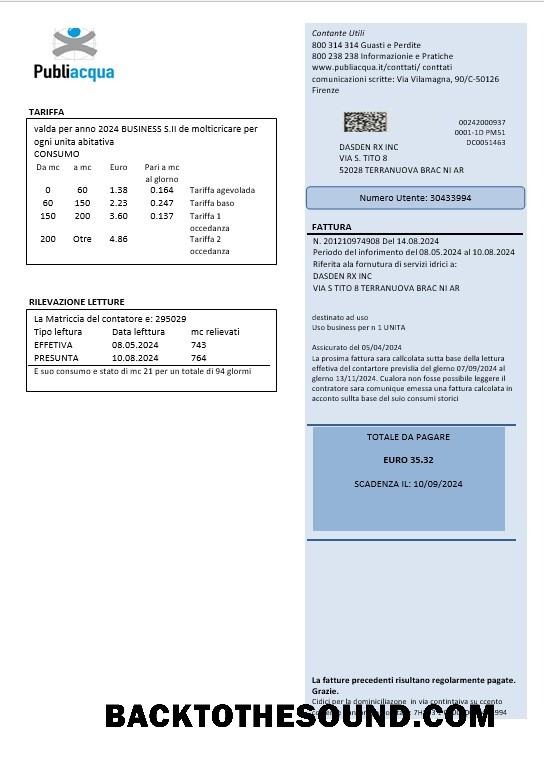 Publiacqua
TARIFFA
valda per anno 2024 BUSINESS S.II de molticricare per
ogni unita abitativa
CONSUMO
Da mc a mc Euro Pari a mc
al glorno
0 60 1.38 0.164 Tariffa agevolada
60 150 2.23 0.247 Tariffa baso
150 200 3.60 0.137 Tariffa 1
occedanza
200 Otre 4.86 Tariffa 2
occedanza
RILEVAZIONE LETTURE
La Matriccia del contatore e: 295029
Tipo leftura Data lefttura mc relievati
EFFETIVA 08.05.2024 743
PRESUNTA 10.08.2024 764
E suo consumo e stato di mc 21 per un totale di 94 glormi
Contante Utili
800 314 314 Guasti e Perdite
800 238 238 Informazionie e Pratiche
www.publiacqua.it/conttati/ conttati
comunicazioni scritte: Via Vilamagna, 90/C-50126
Firenze
00242000937
0001-1D PM51
DC0051463
DASDEN RX INC
VIA S. TITO 8
52028 TERRANUOVA BRAC NI AR
Numero Utente: 30433994
FATTURA
N. 201210974908 Del 14.08.2024
Periodo del inforimento del 08.05.2024 al 10.08.2024
Riferita ala fornutura di servizi idrici a:
DASDEN RX INC
VIA S TITO 8 TERRANUOVA BRAC NI AR
destinato ad uso
Uso business per n 1 UNITA
Assicurato del 05/04/2024
La prosima fattura sara callcolata sutta base della lettura
effetiva del contartore previslia del glerno 07/09/2024 al
glerno 13/11/2024. Cualora non fosse possibile leggere il
contratore sara comunique emessa una fattura calcolata in
acconto sullta base del suio consumi storici
TOTALE DA PAGARE
EURO 35.32
SCADENZA IL: 10/09/2024
La fatture precedenti risultano regolarmente pagate.
Grazie.
Cidici per la dominiciliazione in via contintaiva su ccento
BACKTOTHESOUND.COM